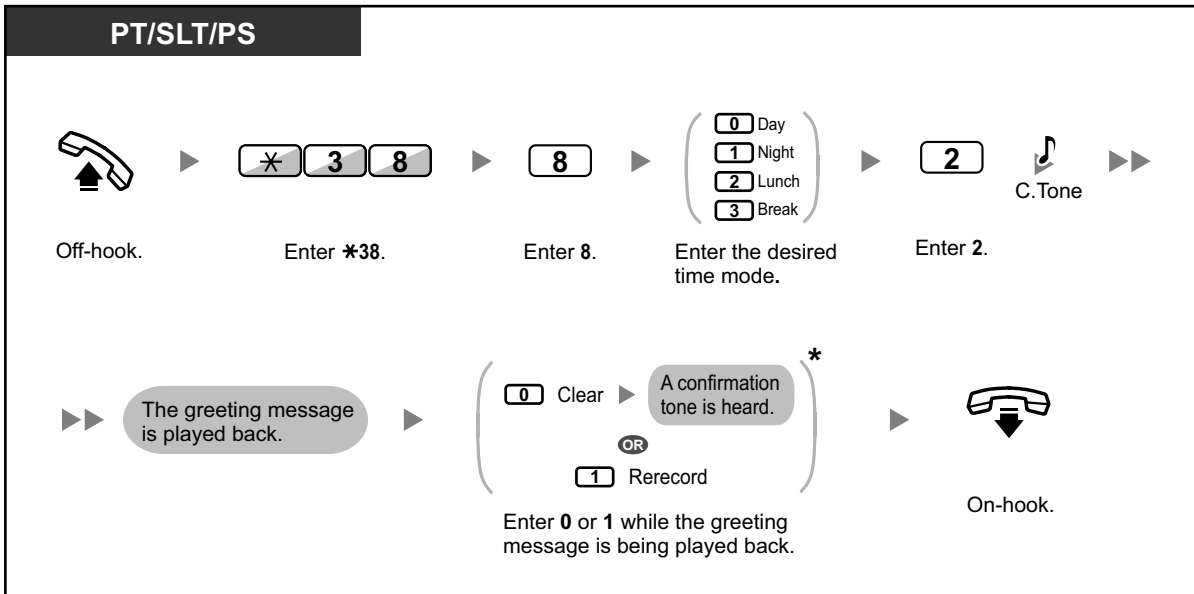 PT/SLT/PS
0 Day
1 Night
2 Lunch
3 Break
* 3 8
8
2
C.Tone
Off-hook.
Enter *38.
Enter 8.
Enter the desired
time mode.
Enter 2.
The greeting message
is played back.
0 Clear
A confirmation
tone is heard.
*
OR
1 Rerecord
Enter 0 or 1 while the greeting
message is being played back.
On-hook.